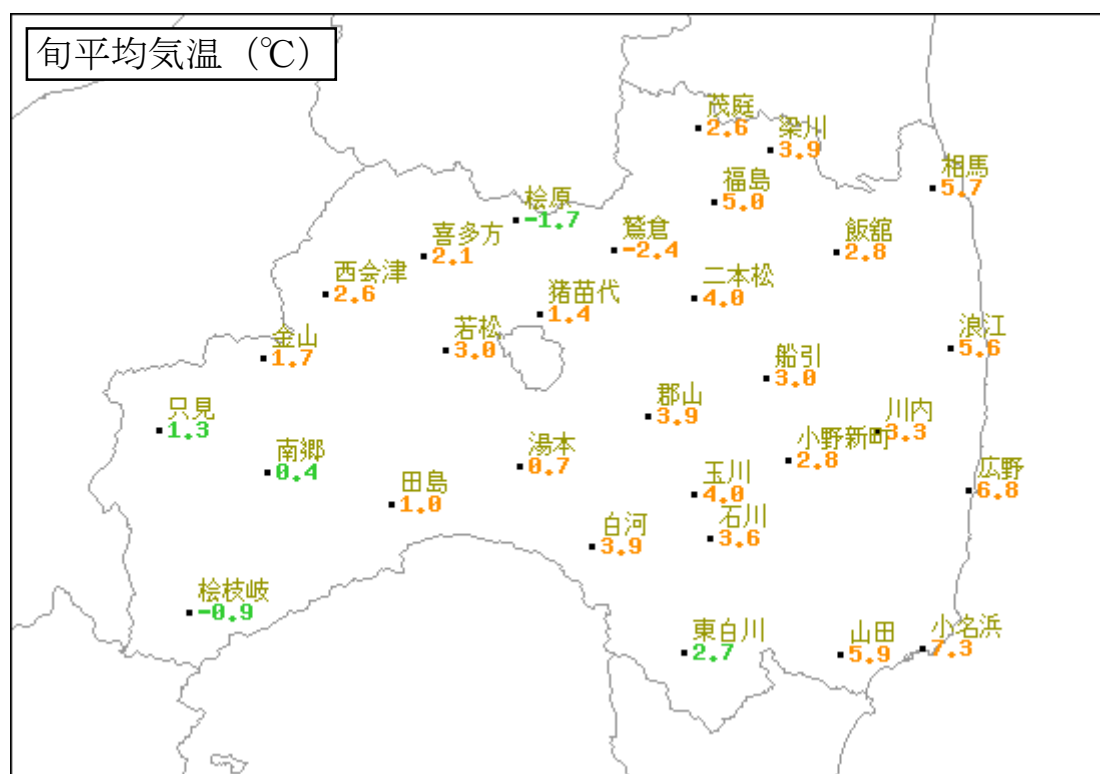 旬平均気温（℃）
茂庭
2.6
梁川
3.9
相馬
5.7
福島
5.0
桧原
-1.7
喜多方
2.1
鷲倉
-2.4
飯舘
2.8
西会津
2.6
二本松
4.0
猪苗代
1.4
金山
1.7
若松
3.0
浪江
5.6
船引
3.0
郡山
3.9
只見
1.3
川内
3.3
南郷
0.4
湯本
0.7
小野新町
2.8
田島
1.0
玉川
4.0
広野
6.8
白河
3.9
石川
3.6
桧枝岐
-0.9
東白川
2.7
山田
5.9
小名浜
7.3